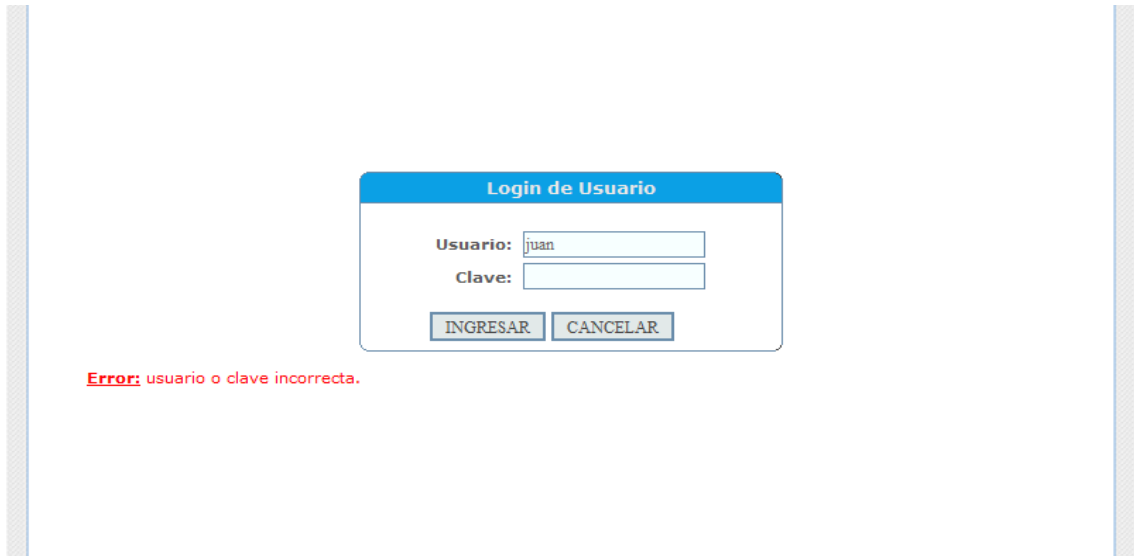 Login de Usuario
Usuario: juan
Clave:
INGRESAR CANCELAR
Error: usuario o clave incorrecta.